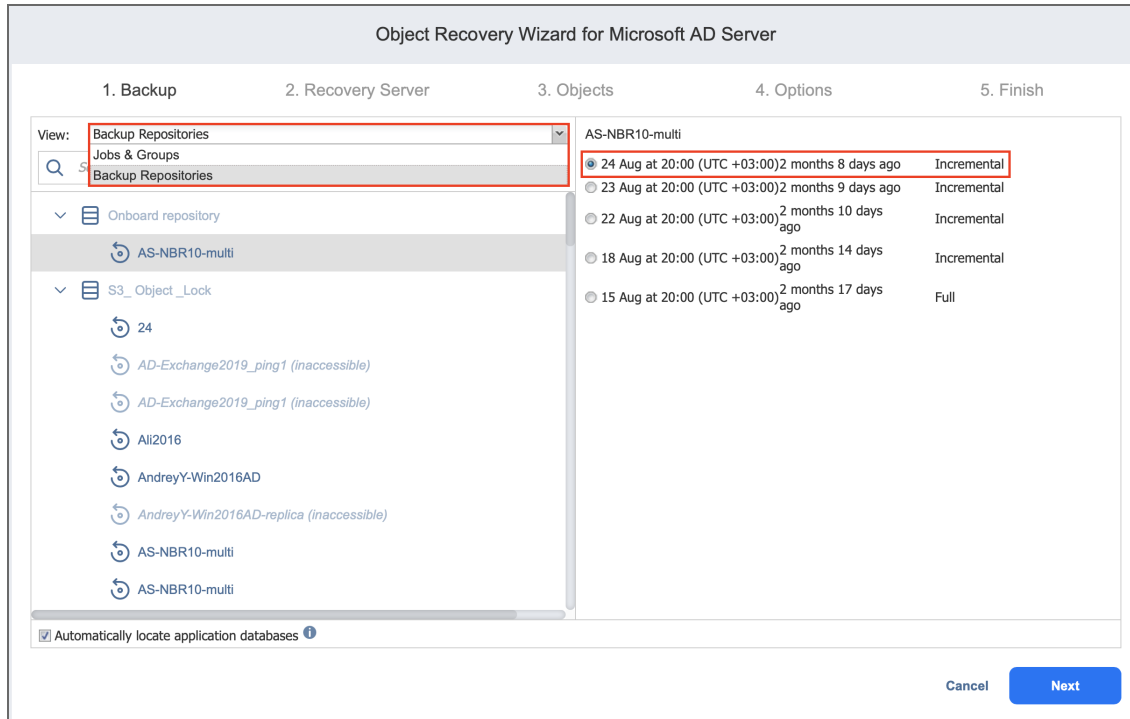 Object Recovery Wizard for Microsoft AD Server
1. Backup 2. Recovery Server 3. Objects 4. Options 5. Finish
View: Backup Repositories
Jobs & Groups
Backup Repositories
Onboard repository
AS-NBR10-multi
S3_ Object _Lock
24
AD-Exchange2019_ping1 (inaccessible)
AD-Exchange2019_ping1 (inaccessible)
Ali2016
AndreyY-Win2016AD
AndreyY-Win2016AD-replica (inaccessible)
AS-NBR10-multi
AS-NBR10-multi
Automatically locate application databases
AS-NBR10-multi
24 Aug at 20:00 (UTC +03:00) 2 months 8 days ago Incremental
23 Aug at 20:00 (UTC +03:00) 2 months 9 days ago Incremental
22 Aug at 20:00 (UTC +03:00) 2 months 10 days ago Incremental
18 Aug at 20:00 (UTC +03:00) 2 months 14 days ago Incremental
15 Aug at 20:00 (UTC +03:00) 2 months 17 days ago Full
Cancel Next